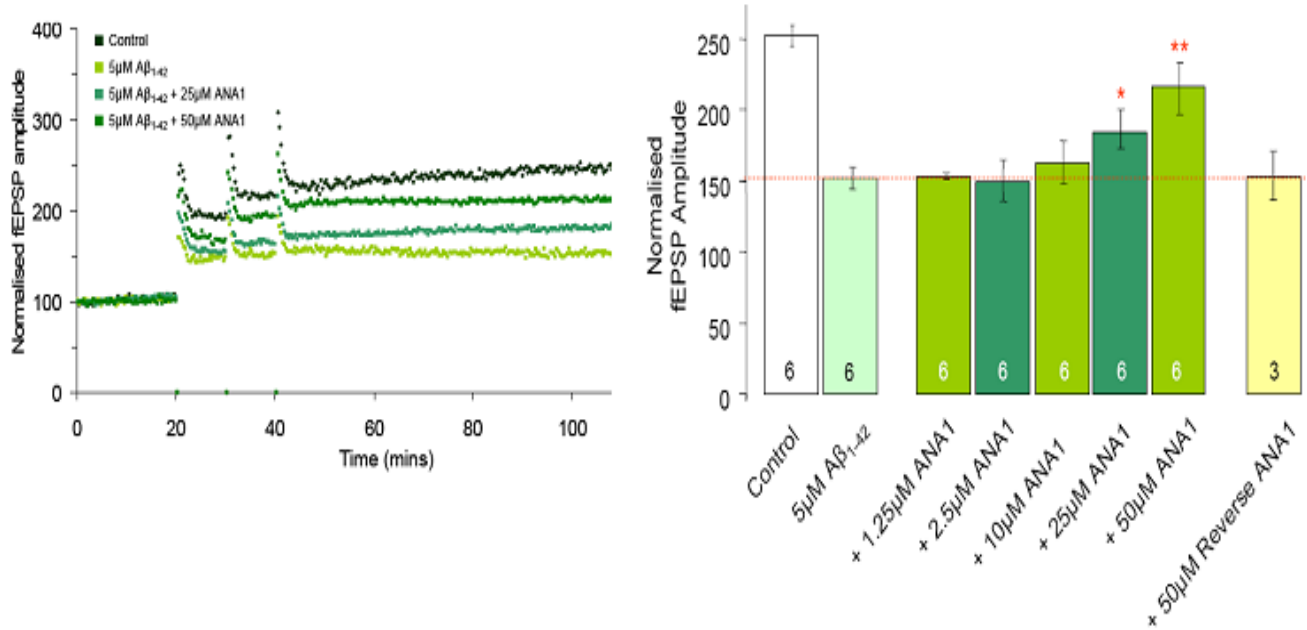 400
300
200
100
0
Normalised fEPSP amplitude
Control
5µM Aβ1-42
5µM Aβ1-42 + 25µM ANA1
5µM Aβ1-42 + 50µM ANA1
0
20
40
60
80
100
Time (mins)
250
200
150
100
50
0
Normalised
fEPSP Amplitude
*
**
6
6
6
6
6
6
6
3
Control
5µM Aβ1-42
+ 1.25µM ANA1
+ 2.5µM ANA1
+ 10µM ANA1
+ 25µM ANA1
+ 50µM ANA1
+ 50µM Reverse ANA1